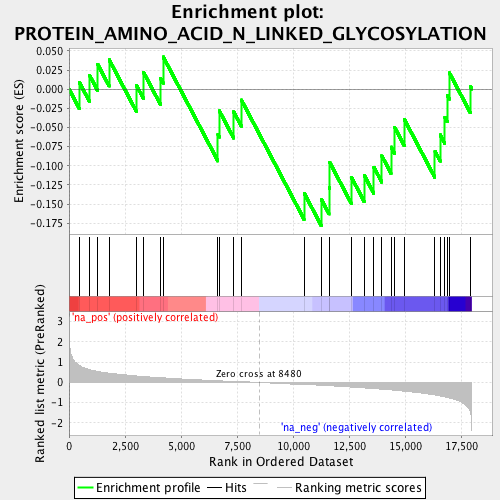 Enrichment plot:
PROTEIN_AMINO_ACID_N_LINKED_GLYCOSYLATION
Enrichment score (ES)
0.050
0.025
0.000
-0.025
-0.050
-0.075
-0.100
-0.125
-0.150
-0.175
'na_pos' (positively correlated)
Ranked list metric (PreRanked)
3
2
1
0
-1
-2
Zero cross at 8480
'na_neg' (negatively correlated)
0
2,500
5,000
7,500
10,000
12,500
15,000
17,500
Rank in Ordered Dataset
Enrichment profile
Hits
Ranking metric scores